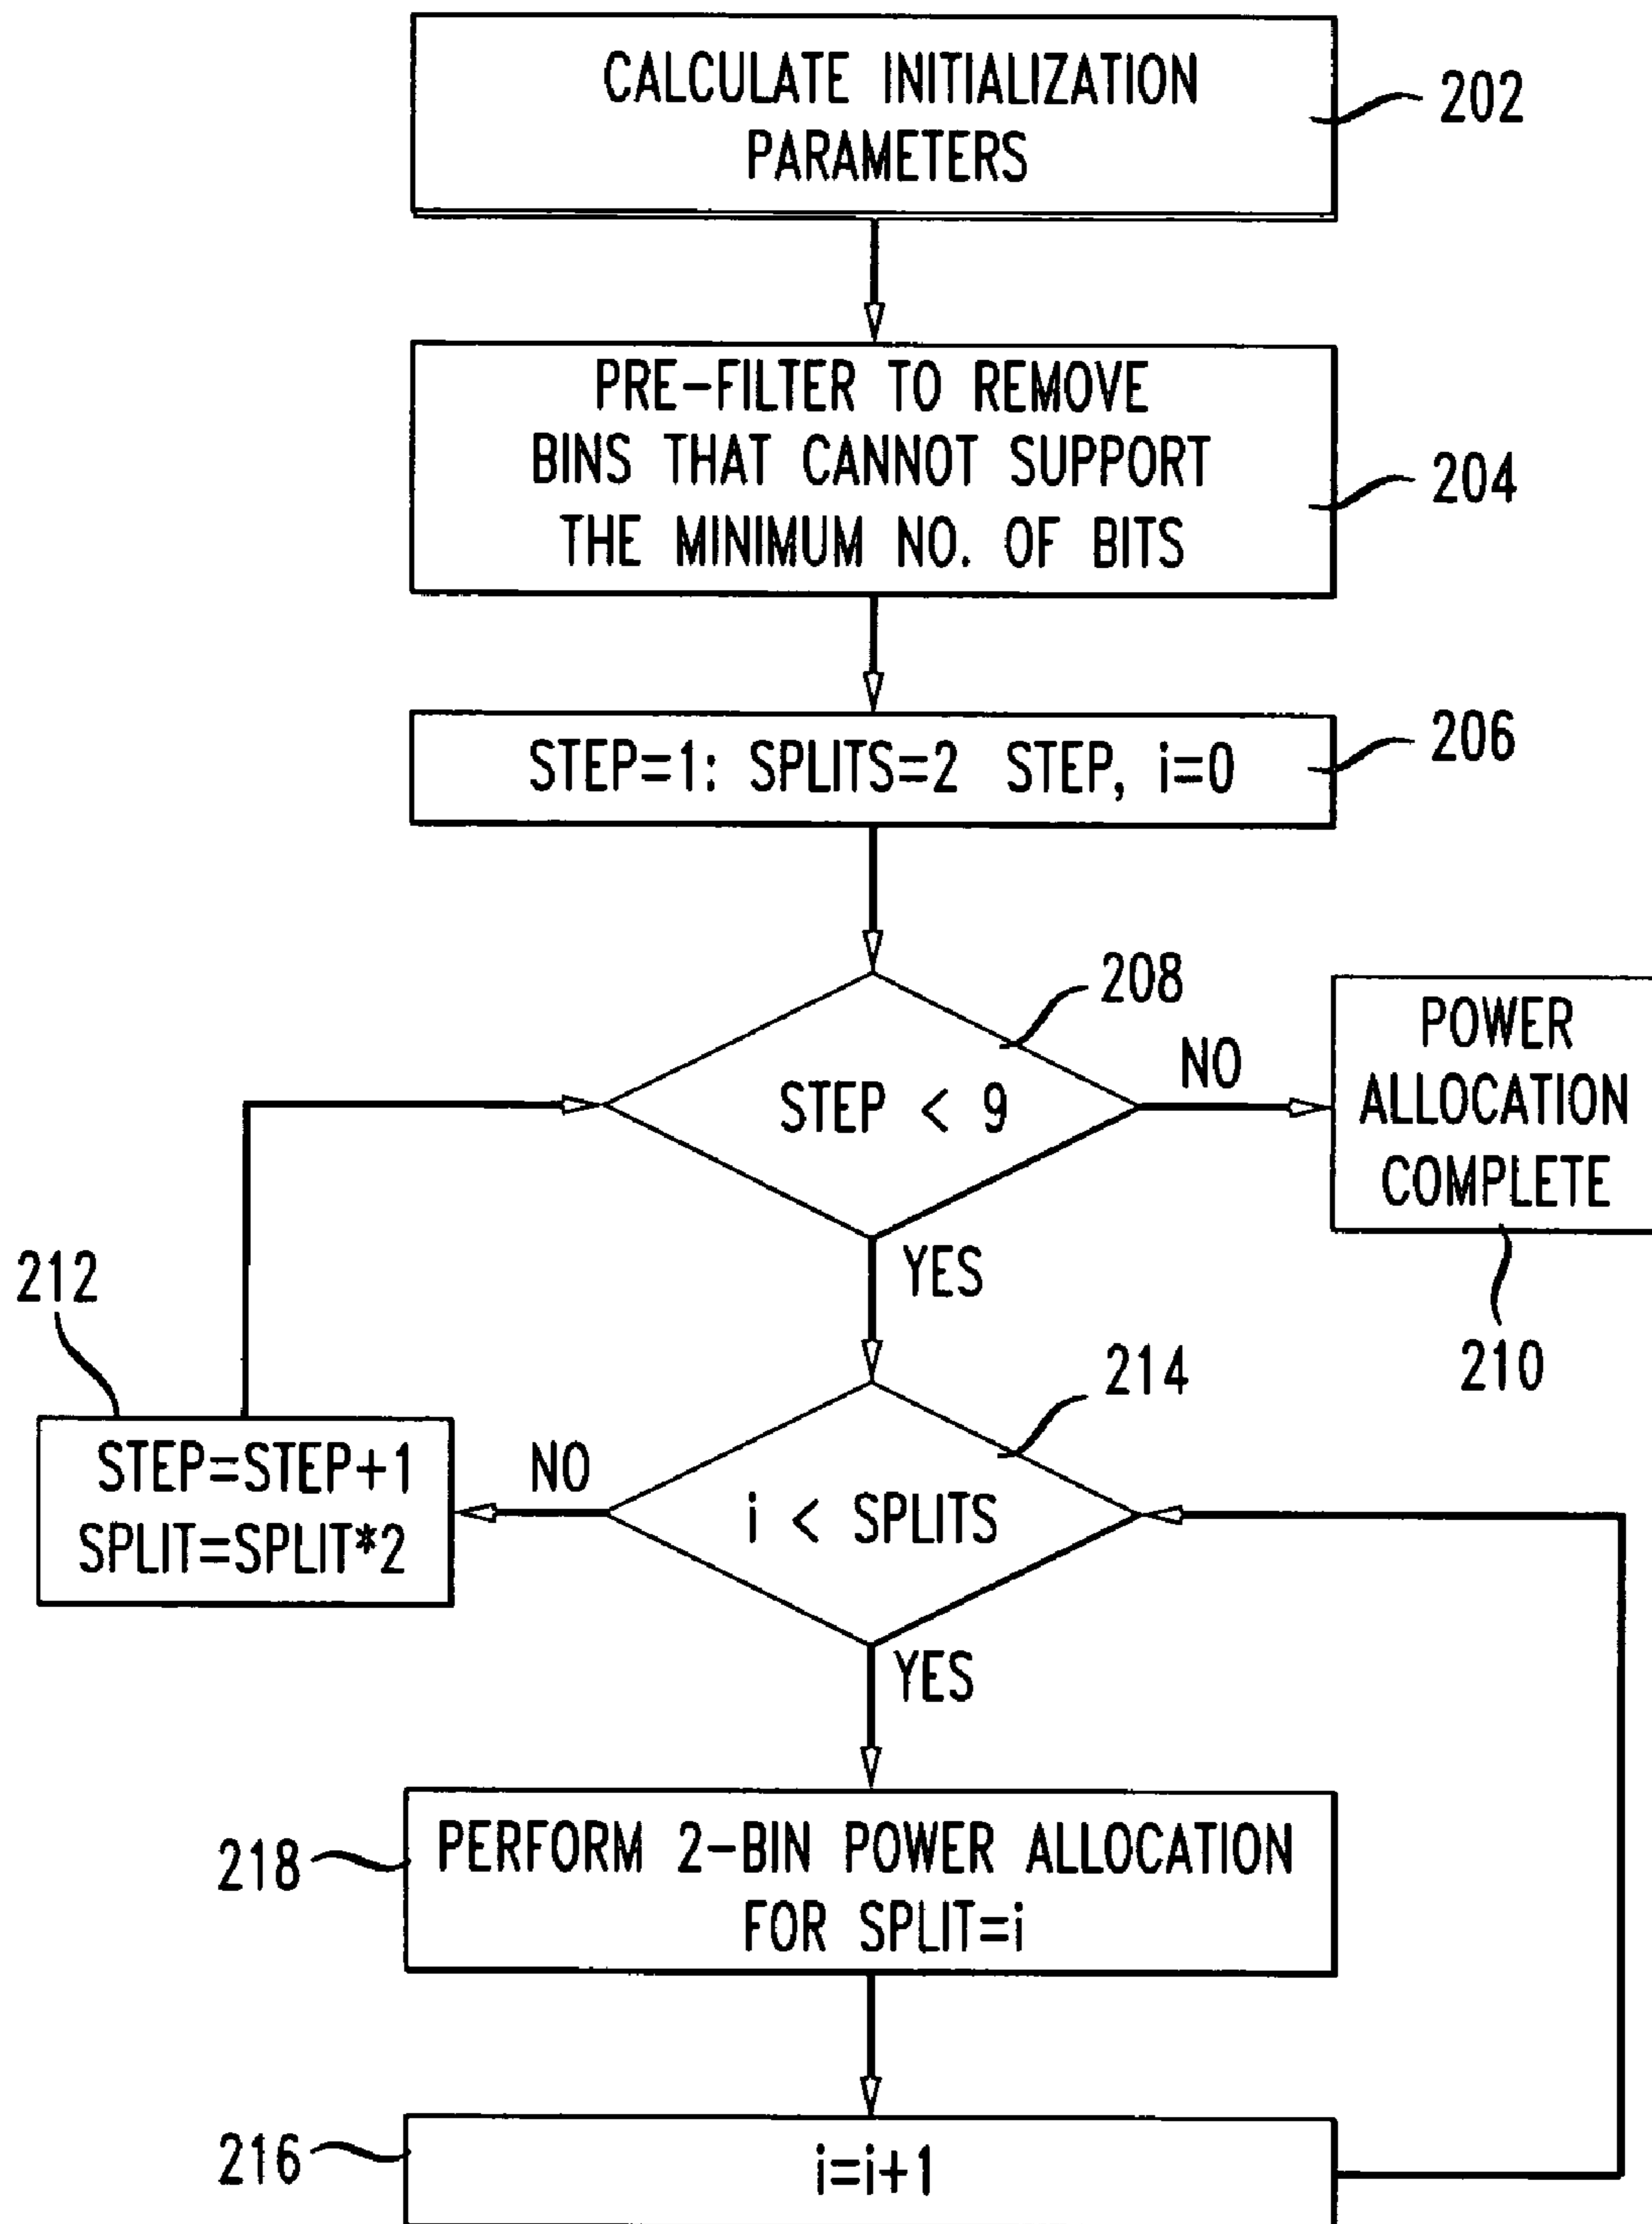 CALCULATE INITIALIZATION
PARAMETERS
202
PRE-FILTER TO REMOVE
BINS THAT CANNOT SUPPORT
THE MINIMUM NO. OF BITS
204
STEP=1: SPLITS=2 STEP, i=0
206
208
STEP < 9
NO
POWER
ALLOCATION
COMPLETE
210
YES
212
STEP=STEP+1
SPLIT=SPLIT*2
NO
214
i < SPLITS
YES
218
PERFORM 2-BIN POWER ALLOCATION
FOR SPLIT=i
216
i=i+1